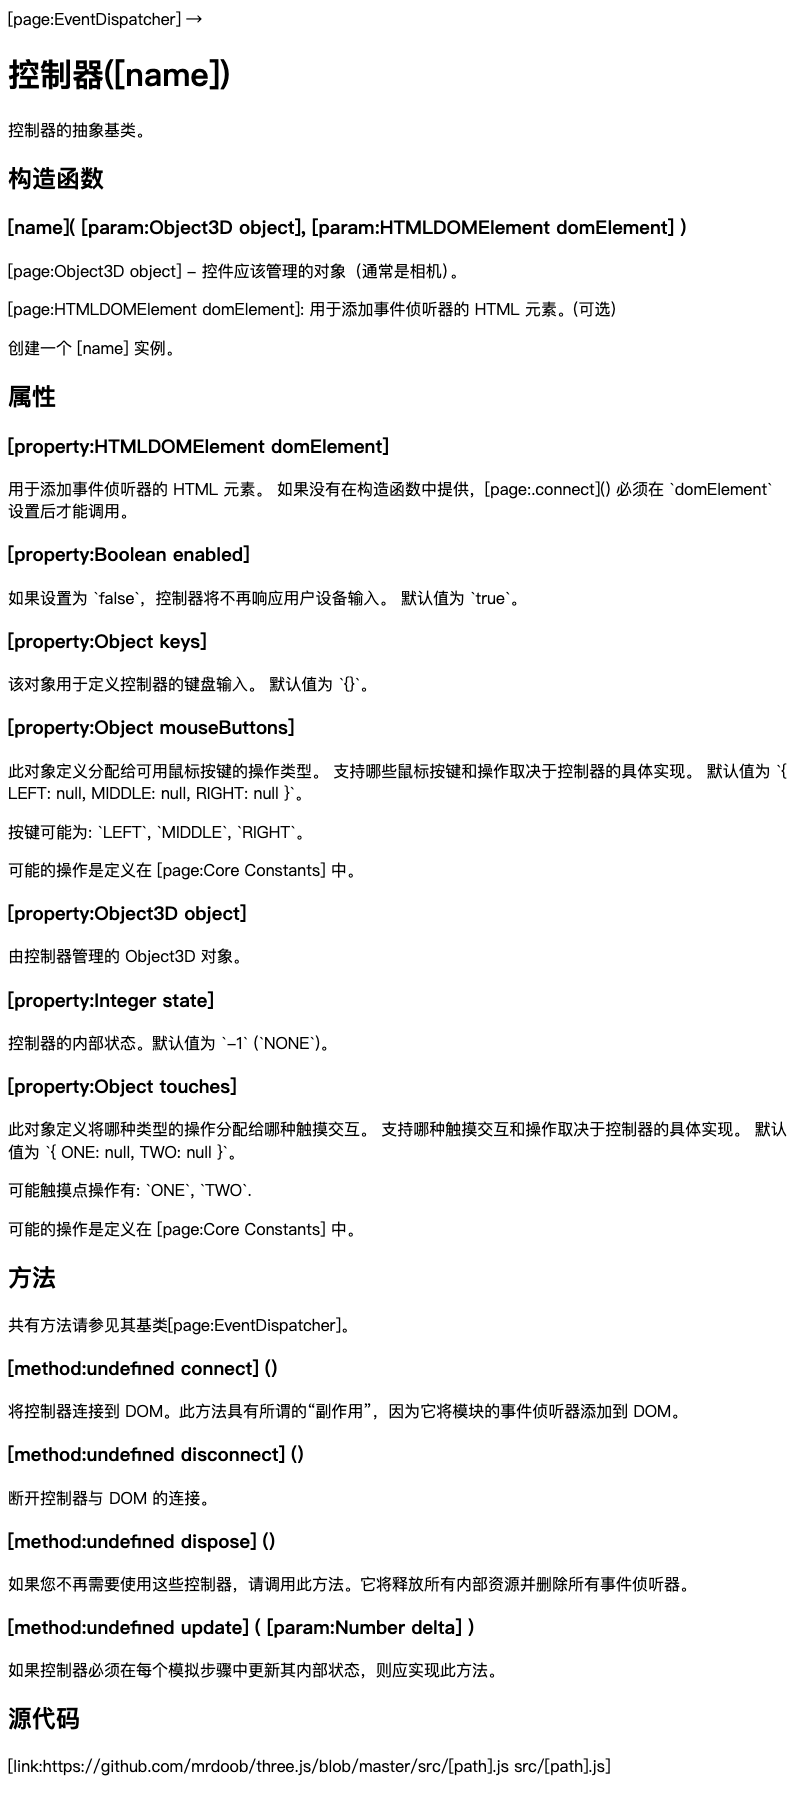 [page:EventDispatcher] →
控制器([name])
控制器的抽象基类。
构造函数
[name]( [param:Object3D object], [param:HTMLDOMElement domElement] )
[page:Object3D object] - 控件应该管理的对象（通常是相机）。
[page:HTMLDOMElement domElement]: 用于添加事件侦听器的 HTML 元素。(可选)
创建一个 [name] 实例。
属性
[property:HTMLDOMElement domElement]
用于添加事件侦听器的 HTML 元素。 如果没有在构造函数中提供，[page:.connect]() 必须在 `domElement`
设置后才能调用。
[property:Boolean enabled]
如果设置为 `false`，控制器将不再响应用户设备输入。 默认值为 `true`。
[property:Object keys]
该对象用于定义控制器的键盘输入。 默认值为 `{}`。
[property:Object mouseButtons]
此对象定义分配给可用鼠标按键的操作类型。 支持哪些鼠标按键和操作取决于控制器的具体实现。 默认值为 `{
LEFT: null, MIDDLE: null, RIGHT: null }`。
按键可能为: `LEFT`, `MIDDLE`, `RIGHT`。
可能的操作是定义在 [page:Core Constants] 中。
[property:Object3D object]
由控制器管理的 Object3D 对象。
[property:Integer state]
控制器的内部状态。默认值为 `-1` (`NONE`)。
[property:Object touches]
此对象定义将哪种类型的操作分配给哪种触摸交互。 支持哪种触摸交互和操作取决于控制器的具体实现。 默认
值为 `{ ONE: null, TWO: null }`。
可能触摸点操作有: `ONE`, `TWO`.
可能的操作是定义在 [page:Core Constants] 中。
方法
共有方法请参见其基类[page:EventDispatcher]。
[method:undefined connect] ()
将控制器连接到 DOM。此方法具有所谓的“副作用”，因为它将模块的事件侦听器添加到 DOM。
[method:undefined disconnect] ()
断开控制器与 DOM 的连接。
[method:undefined dispose] ()
如果您不再需要使用这些控制器，请调用此方法。它将释放所有内部资源并删除所有事件侦听器。
[method:undefined update] ( [param:Number delta] )
如果控制器必须在每个模拟步骤中更新其内部状态，则应实现此方法。
源代码
[link:https://github.com/mrdoob/three.js/blob/master/src/[path].js src/[path].js]